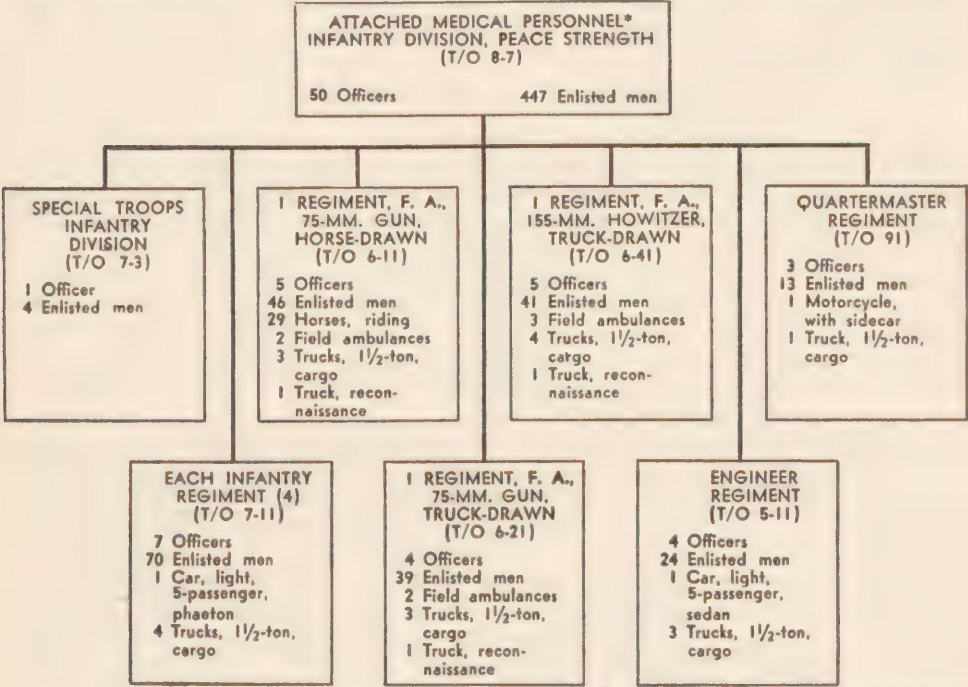 ATTACHED MEDICAL PERSONNEL*
INFANTRY DIVISION, PEACE STRENGTH
(T/O 8-7)
50 Officers 447 Enlisted men
SPECIAL TROOPS
INFANTRY
DIVISION
(T/O 7-3)
1 Officer
4 Enlisted men
1 REGIMENT, F. A.,
75-MM. GUN,
HORSE-DRAWN
(T/O 6-11)
5 Officers
46 Enlisted men
29 Horses, riding
2 Field ambulances
3 Trucks, 1½-ton,
cargo
1 Truck, recon-
naissance
1 REGIMENT, F. A.,
155-MM. HOWITZER,
TRUCK-DRAWN
(T/O 6-41)
5 Officers
41 Enlisted men
3 Field ambulances
4 Trucks, 1½-ton,
cargo
1 Truck, recon-
naissance
QUARTERMASTER
REGIMENT
(T/O 91)
3 Officers
13 Enlisted men
1 Motorcycle,
with sidecar
1 Truck, 1½-ton,
cargo
EACH INFANTRY
REGIMENT (4)
(T/O 7-11)
7 Officers
70 Enlisted men
1 Car, light,
5-passenger,
phaeton
4 Trucks, 1½-ton,
cargo
1 REGIMENT, F. A.,
75-MM. GUN,
TRUCK-DRAWN
(T/O 6-21)
4 Officers
39 Enlisted men
2 Field ambulances
3 Trucks, 1½-ton,
cargo
1 Truck, recon-
naissance
ENGINEER
REGIMENT
(T/O 5-11)
4 Officers
24 Enlisted men
1 Car, light,
5-passenger,
sedan
3 Trucks, 1½-ton,
cargo